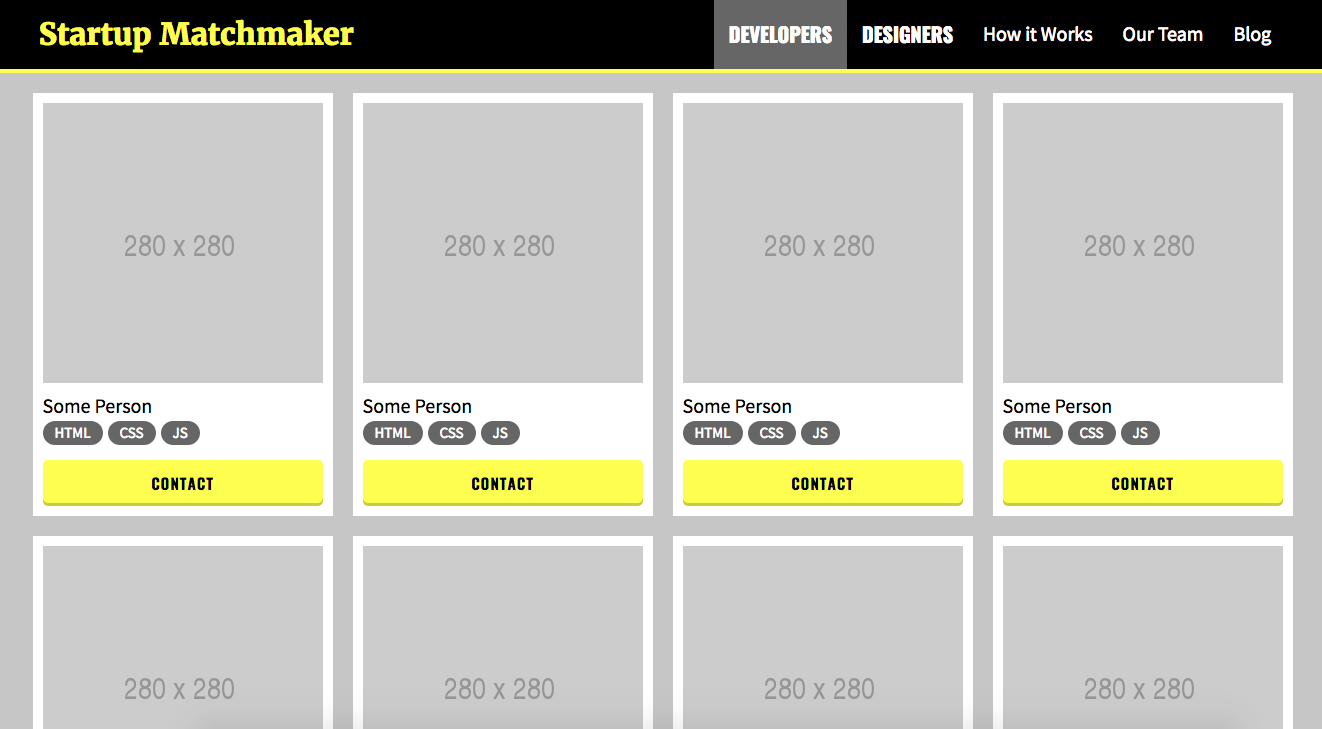 Startup Matchmaker DEVELOPERS DESIGNERS How it Works Our Team Blog
280 x 280 280 x 280 280 x 280 280 x 280
Some Person Some Person Some Person Some Person
HTML CSS JS HTML CSS JS HTML CSS JS HTML CSS JS
CONTACT CONTACT CONTACT CONTACT
280 x 280 280 x 280 280 x 280 280 x 280